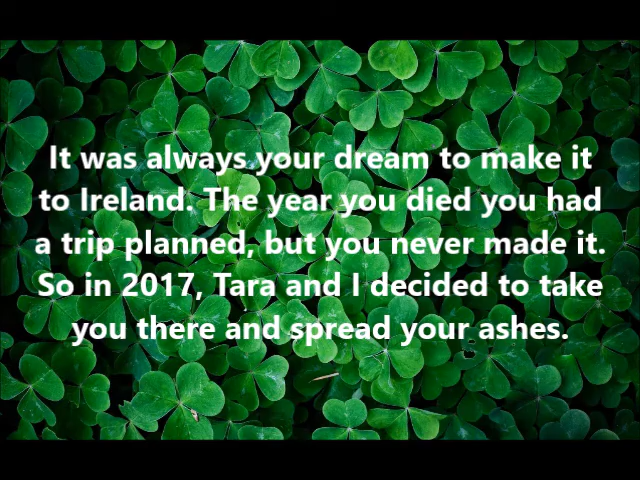 It was always your dream to make it
to Ireland. The year you died you had
a trip planned, but you never made it.
So in 2017, Tara and I decided to take
you there and spread your ashes.